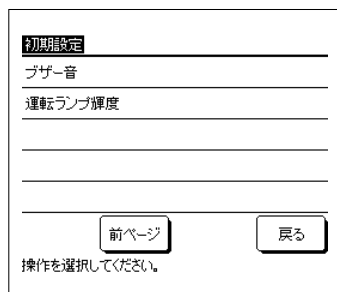 初期設定
ブザー音
運転ランプ輝度
前ページ
戻る
操作を選択してください。